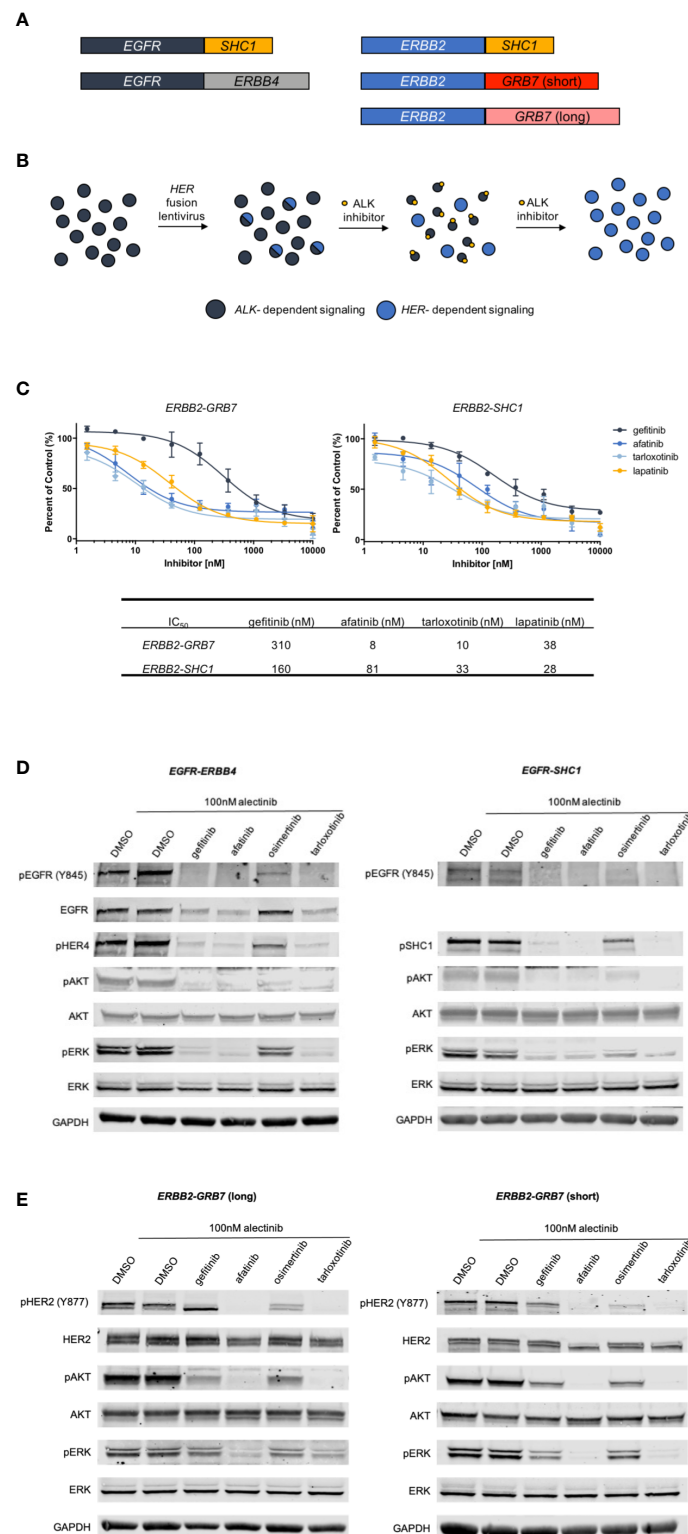 A
EGFR SHC1
ERBB2 SHC1
EGFR ERBB4
ERBB2 GRB7 (short)
ERBB2 GRB7 (long)
B
HER fusion lentivirus
ALK inhibitor
ALK inhibitor
ALK- dependent signaling
HER- dependent signaling
C
ERBB2-GRB7
Percent of Control (%)
100
50
0
1 10 100 1000 10000
Inhibitor [nM]
ERBB2-SHC1
Percent of Control (%)
100
50
0
1 10 100 1000 10000
Inhibitor [nM]
gefitinib
afatinib
tarloxotinib
lapatinib
IC50 gefitinib (nM) afatinib (nM) tarloxotinib (nM) lapatinib (nM)
ERBB2-GRB7 310 8 10 38
ERBB2-SHC1 160 81 33 28
D
EGFR-ERBB4
100nM alectinib
DMSO DMSO gefitinib afatinib osimertinib tarloxotinib
pEGFR (Y845)
EGFR
pHER4
pAKT
AKT
pERK
ERK
GAPDH
EGFR-SHC1
100nM alectinib
DMSO DMSO gefitinib afatinib osimertinib tarloxotinib
pEGFR (Y845)
pSHC1
pAKT
AKT
pERK
ERK
GAPDH
E
ERBB2-GRB7 (long)
100nM alectinib
DMSO DMSO gefitinib afatinib osimertinib tarloxotinib
pHER2 (Y877)
HER2
pAKT
AKT
pERK
ERK
GAPDH
ERBB2-GRB7 (short)
100nM alectinib
DMSO DMSO gefitinib afatinib osimertinib tarloxotinib
pHER2 (Y877)
HER2
pAKT
AKT
pERK
ERK
GAPDH